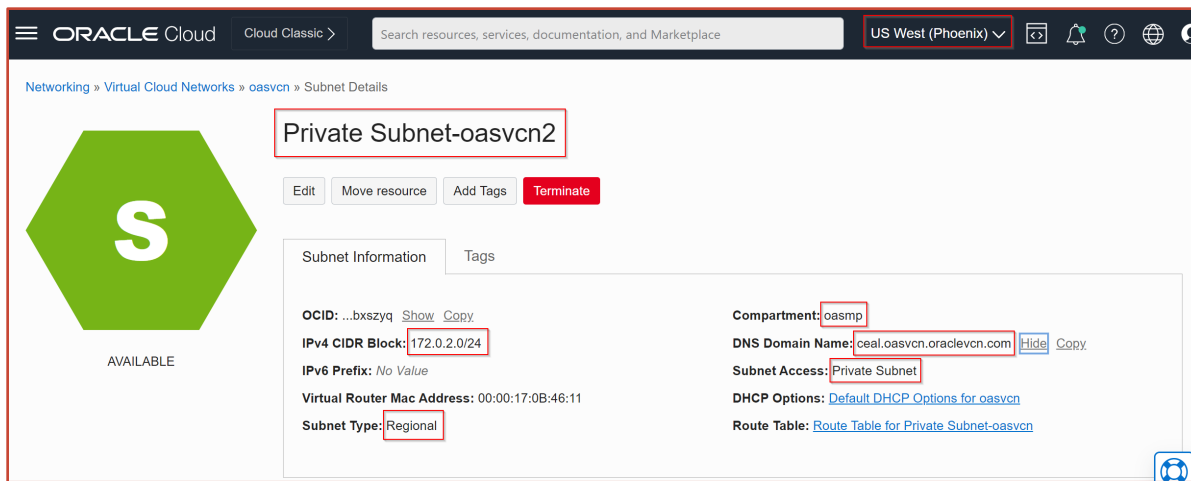 ORACLE Cloud
Cloud Classic >
Search resources, services, documentation, and Marketplace
US West (Phoenix)
Networking » Virtual Cloud Networks » oasvcn » Subnet Details
S
AVAILABLE
Private Subnet-oasvcn2
Edit
Move resource
Add Tags
Terminate
Subnet Information
Tags
OCID: ...bxszyq Show Copy
IPv4 CIDR Block: 172.0.2.0/24
IPv6 Prefix: No Value
Virtual Router Mac Address: 00:00:17:0B:46:11
Subnet Type: Regional
Compartment: oasmp
DNS Domain Name: ceal.oasvcn.oraclevcn.com Hide Copy
Subnet Access: Private Subnet
DHCP Options: Default DHCP Options for oasvcn
Route Table: Route Table for Private Subnet-oasvcn